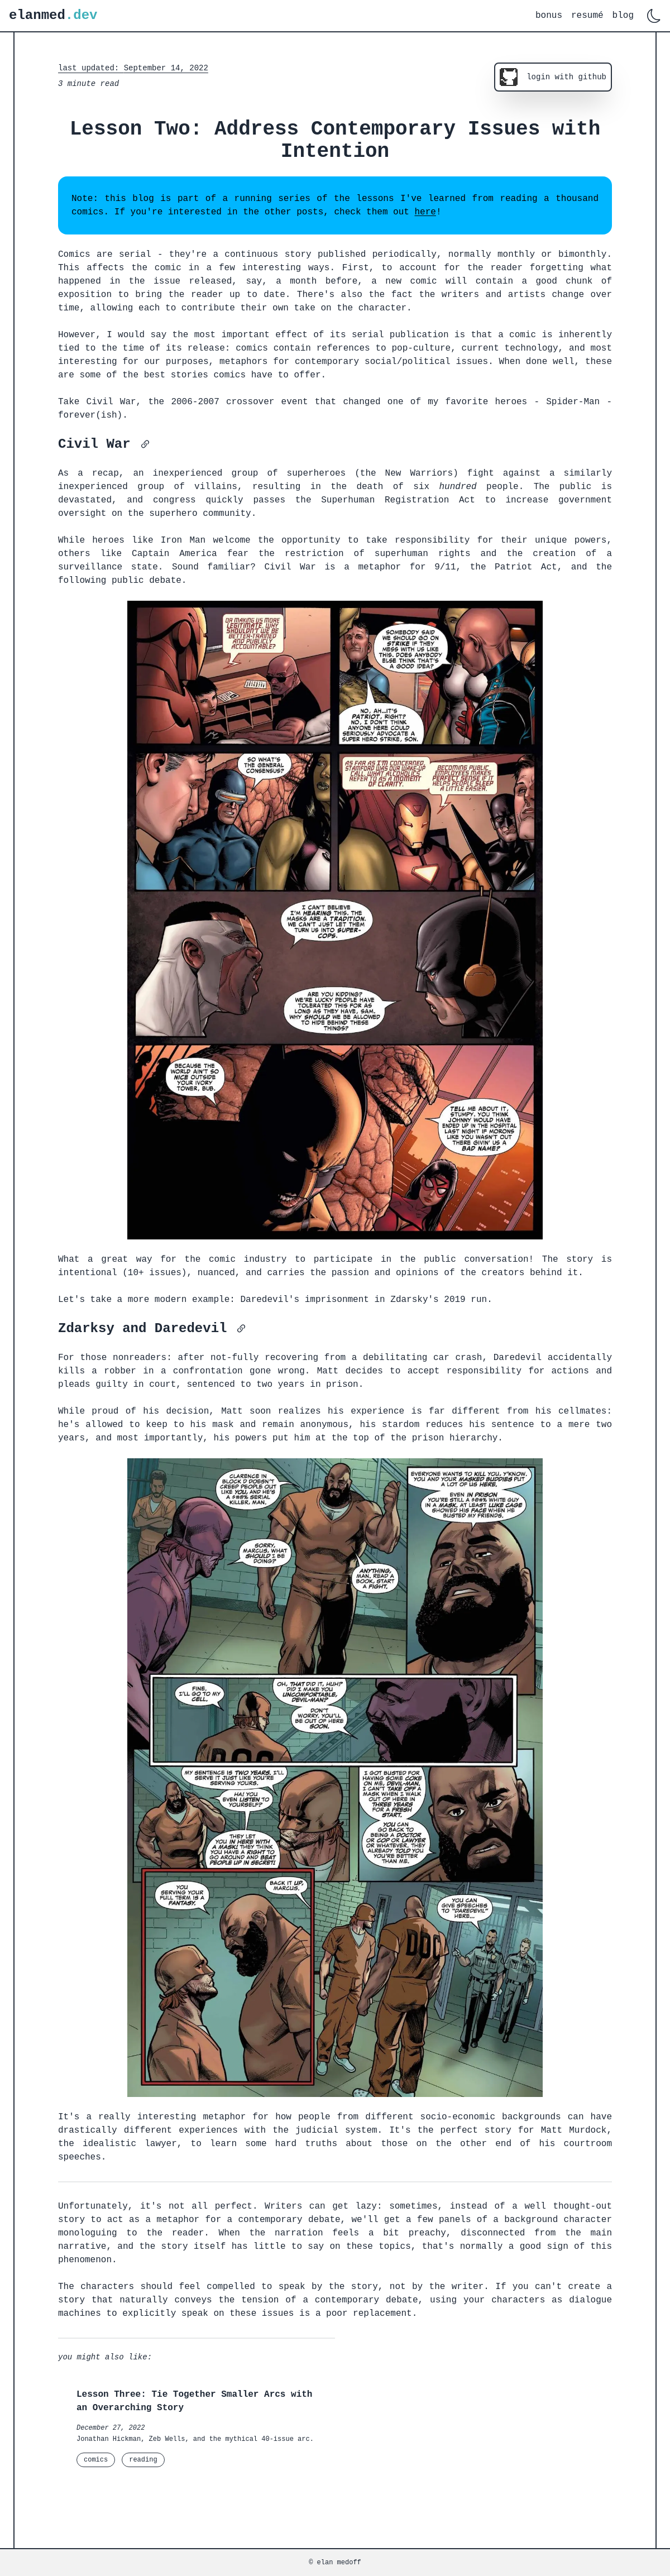 elanmed.dev
bonus resumé blog
last updated: September 14, 2022
3 minute read
login with github
Lesson Two: Address Contemporary Issues with
Intention
Note: this blog is part of a running series of the lessons I've learned from reading a thousand
comics. If you're interested in the other posts, check them out here!
Comics are serial - they're a continuous story published periodically, normally monthly or bimonthly.
This affects the comic in a few interesting ways. First, to account for the reader forgetting what
happened in the issue released, say, a month before, a new comic will contain a good chunk of
exposition to bring the reader up to date. There's also the fact the writers and artists change over
time, allowing each to contribute their own take on the character.
However, I would say the most important effect of its serial publication is that a comic is inherently
tied to the time of its release: comics contain references to pop-culture, current technology, and most
interesting for our purposes, metaphors for contemporary social/political issues. When done well, these
are some of the best stories comics have to offer.
Take Civil War, the 2006-2007 crossover event that changed one of my favorite heroes - Spider-Man -
forever(ish).
Civil War
As a recap, an inexperienced group of superheroes (the New Warriors) fight against a similarly
inexperienced group of villains, resulting in the death of six hundred people. The public is
devastated, and congress quickly passes the Superhuman Registration Act to increase government
oversight on the superhero community.
While heroes like Iron Man welcome the opportunity to take responsibility for their unique powers,
others like Captain America fear the restriction of superhuman rights and the creation of a
surveillance state. Sound familiar? Civil War is a metaphor for 9/11, the Patriot Act, and the
following public debate.
OR MAKING US MORE
LEGITIMATE. WHY
SHOULDN'T WE BE
BETTER-TRAINED
AND PUBLICLY
ACCOUNTABLE?
SOMEBODY SAID
WE SHOULD GO ON
STRIKE IF THEY
MESS WITH US LIKE
THIS. DOES ANYBODY
ELSE THINK THAT'S
A GOOD IDEA?
NO, AH...IT'S
PATRIOT, RIGHT?
NO, I DON'T THINK
ANYONE HERE COULD
SERIOUSLY ADVOCATE A
SUPER HERO STRIKE, SON.
SO WHAT'S
THE GENERAL
CONSENSUS?
AS FAR AS I'M CONCERNED,
STAMFORD WAS OUR WAKE-UP
CALL. WHAT ALCOHOLICS
REFER TO AS A MOMENT
OF CLARITY.
BECOMING PUBLIC
EMPLOYEES MAKES
PERFECT SENSE IF IT
HELPS PEOPLE SLEEP
A LITTLE EASIER.
I CAN'T BELIEVE
I'M HEARING THIS. THE
MASKS ARE A TRADITION.
WE CAN'T JUST LET THEM
TURN US INTO SUPER-
COPS.
ARE YOU KIDDING?
WE'RE LUCKY PEOPLE HAVE
TOLERATED THIS FOR AS
LONG AS THEY HAVE, SAM.
WHY SHOULD WE BE ALLOWED
TO HIDE BEHIND THESE
THINGS?
BECAUSE THE
WORLD AIN'T SO
NICE OUTSIDE
YOUR IVORY
TOWER, BUB.
TELL ME ABOUT IT,
STUMPY. YOU THINK
JOHNNY WOULD HAVE
ENDED UP IN THE HOSPITAL
LAST NIGHT IF MORONS
LIKE YOU WASN'T OUT
THERE GIVIN' US A
BAD NAME?
What a great way for the comic industry to participate in the public conversation! The story is
intentional (10+ issues), nuanced, and carries the passion and opinions of the creators behind it.
Let's take a more modern example: Daredevil's imprisonment in Zdarsky's 2019 run.
Zdarksy and Daredevil
For those nonreaders: after not-fully recovering from a debilitating car crash, Daredevil accidentally
kills a robber in a confrontation gone wrong. Matt decides to accept responsibility for actions and
pleads guilty in court, sentenced to two years in prison.
While proud of his decision, Matt soon realizes his experience is far different from his cellmates:
he's allowed to keep to his mask and remain anonymous, his stardom reduces his sentence to a mere two
years, and most importantly, his powers put him at the top of the prison hierarchy.
CLARENCE IN
BLOCK D DOESN'T
CREEP PEOPLE OUT
LIKE YOU AND HE'S
A $#&% SERIAL
KILLER, MAN.
EVERYONE WANTS TO KILL YOU, Y'KNOW.
YOU AND YOUR MASKED BUDDIES PUT
A LOT OF US HERE.
EVEN IN PRISON
YOU'RE STILL A $#&% WHITE GUY
IN A MASK. AT LEAST LUKE CAGE
SHOWED HIS FACE WHEN HE
BUSTED MY FRIENDS.
SORRY,
MARCUS. WHAT
SHOULD I BE
DOING?
ANYTHING,
MAN. READ A
BOOK, START
A FIGHT.
FINE.
I'LL GO TO MY
CELL.
OH, THAT DID IT, HUH?
DID I MAKE YOU
UNCOMFORTABLE,
DEVIL-MAN?
DON'T
WORRY. YOU'LL
BE OUT OF HERE
SOON.
DOC
MY SENTENCE IS TWO YEARS. I'LL
SERVE IT JUST LIKE YOU'RE
SERVING YOURS.
HA! YOU
EVEN LISTEN TO
YOURSELF?
THEY LET
YOU IN HERE WITH
A MASK! THEY THINK
YOU HAVE A RIGHT TO
GO AROUND AND BEAT
PEOPLE UP IN SECRET!
I GOT BUSTED FOR
HAVING SOME COKE
ON ME, DEVIL-MAN.
I CAN'T TAKE OFF A
MASK WHEN I WALK
OUT OF HERE IN
THREE YEARS
FOR A FRESH
START.
YOU CAN
GO BACK TO
BEING A DOCTOR
OR COP OR LAWYER
OR WHATEVER. THEY
ALREADY TOLD YOU
YOU'RE BETTER
THAN ME.
YOU
SERVING YOUR
FULL TERM IS A
FANTASY.
BACK IT UP,
MARCUS.
YOU CAN
GIVE SPEECHES
TO "DAREDEVIL"
HERE...
DOC
It's a really interesting metaphor for how people from different socio-economic backgrounds can have
drastically different experiences with the judicial system. It's the perfect story for Matt Murdock,
the idealistic lawyer, to learn some hard truths about those on the other end of his courtroom
speeches.
Unfortunately, it's not all perfect. Writers can get lazy: sometimes, instead of a well thought-out
story to act as a metaphor for a contemporary debate, we'll get a few panels of a background character
monologuing to the reader. When the narration feels a bit preachy, disconnected from the main
narrative, and the story itself has little to say on these topics, that's normally a good sign of this
phenomenon.
The characters should feel compelled to speak by the story, not by the writer. If you can't create a
story that naturally conveys the tension of a contemporary debate, using your characters as dialogue
machines to explicitly speak on these issues is a poor replacement.
you might also like:
Lesson Three: Tie Together Smaller Arcs with
an Overarching Story
December 27, 2022
Jonathan Hickman, Zeb Wells, and the mythical 40-issue arc.
comics reading
© elan medoff